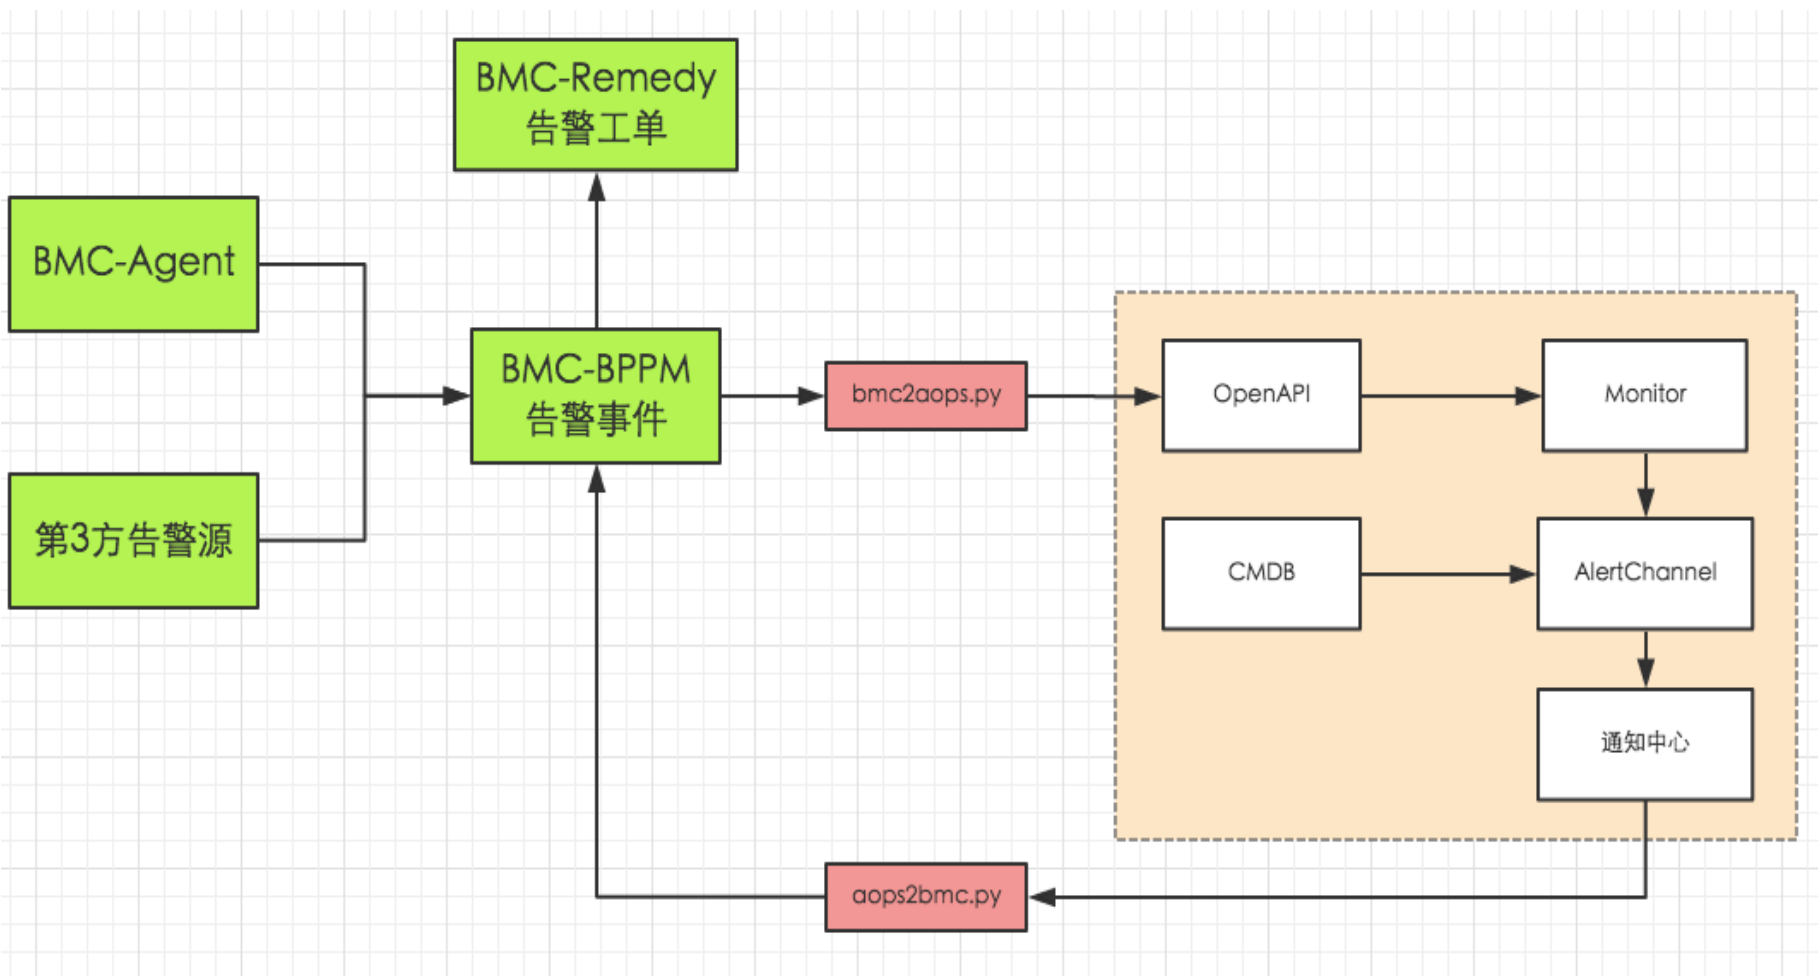 BMC-Remedy
告警工单
BMC-Agent
BMC-BPPM
告警事件
bmc2aops.py
OpenAPI
Monitor
第3方告警源
CMDB
AlertChannel
通知中心
aops2bmc.py